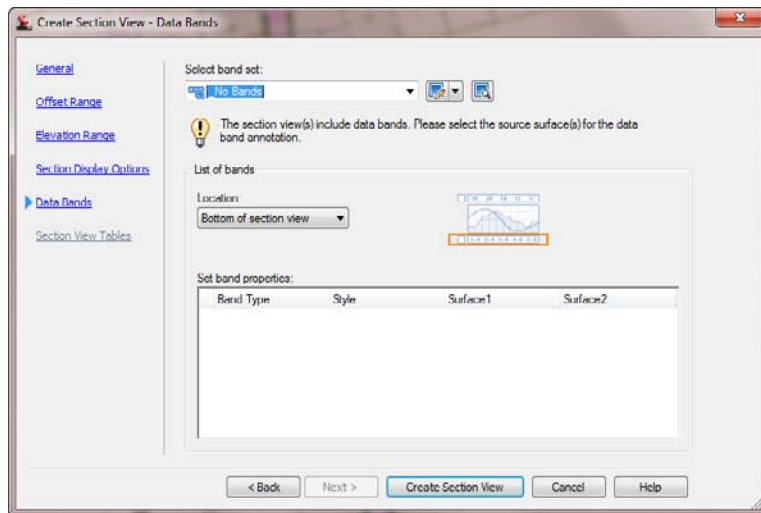 Create Section View - Data Bands
General
Offset Range
Elevation Range
Section Display Options
Data Bands
Section View Tables
Select band set:
_No Bands
The section view(s) include data bands. Please select the source surface(s) for the data
band annotation.
List of bands
Location:
Bottom of section view
Set band properties:
Band Type Style Surface1 Surface2
< Back Next > Create Section View Cancel Help